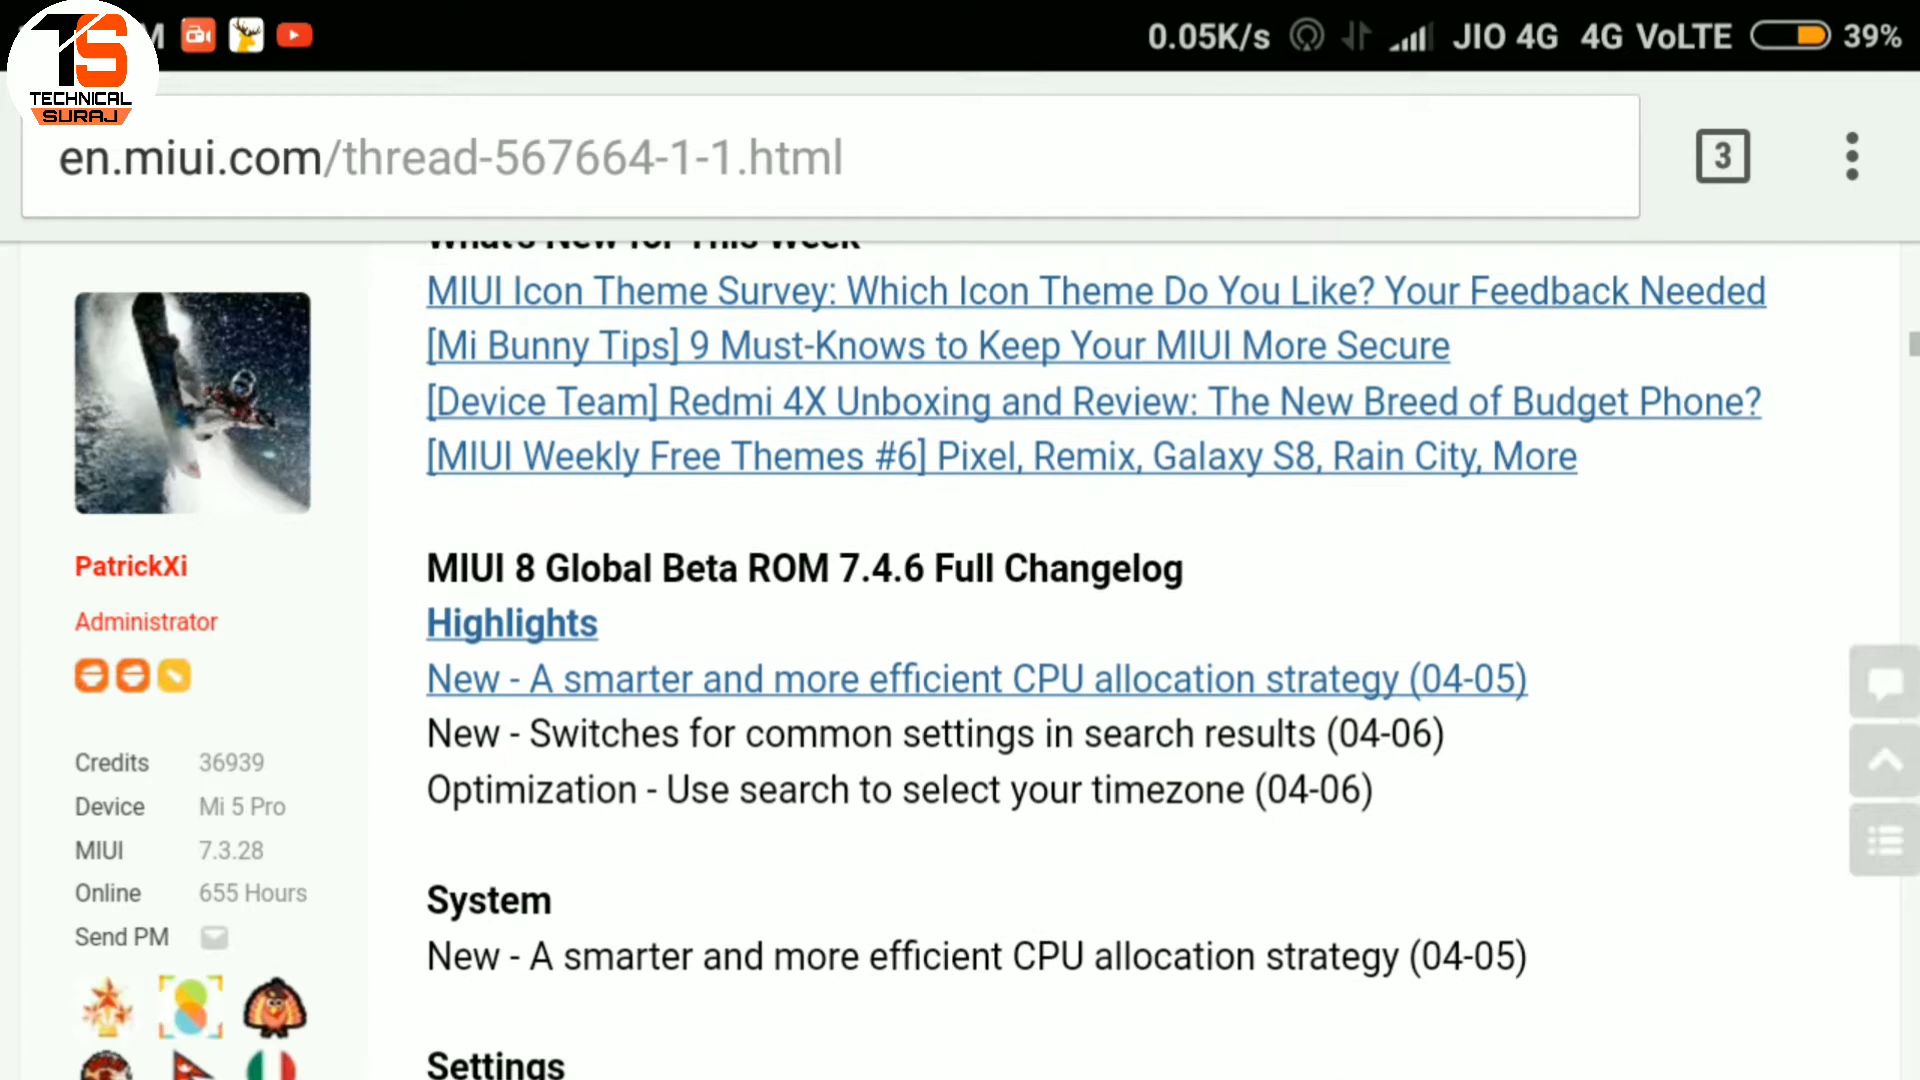 M
0.05K/s JIO 4G 4G VoLTE 39%
TS
TECHNICAL
SURAJ
en.miui.com/thread-567664-1-1.html
3
What's New for This Week
MIUI Icon Theme Survey: Which Icon Theme Do You Like? Your Feedback Needed
[Mi Bunny Tips] 9 Must-Knows to Keep Your MIUI More Secure
[Device Team] Redmi 4X Unboxing and Review: The New Breed of Budget Phone?
[MIUI Weekly Free Themes #6] Pixel, Remix, Galaxy S8, Rain City, More
PatrickXi
Administrator
Credits 36939
Device Mi 5 Pro
MIUI 7.3.28
Online 655 Hours
Send PM
MIUI 8 Global Beta ROM 7.4.6 Full Changelog
Highlights
New - A smarter and more efficient CPU allocation strategy (04-05)
New - Switches for common settings in search results (04-06)
Optimization - Use search to select your timezone (04-06)
System
New - A smarter and more efficient CPU allocation strategy (04-05)
Settings